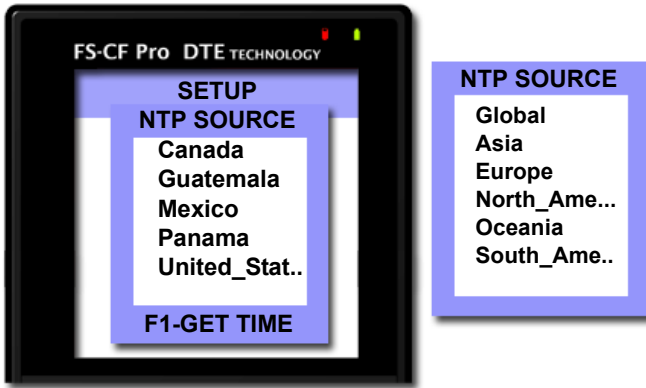 FS-CF Pro DTE TECHNOLOGY
SETUP
NTP SOURCE
Canada
Guatemala
Mexico
Panama
United_Stat..
F1-GET TIME
NTP SOURCE
Global
Asia
Europe
North_Ame...
Oceania
South_Ame..